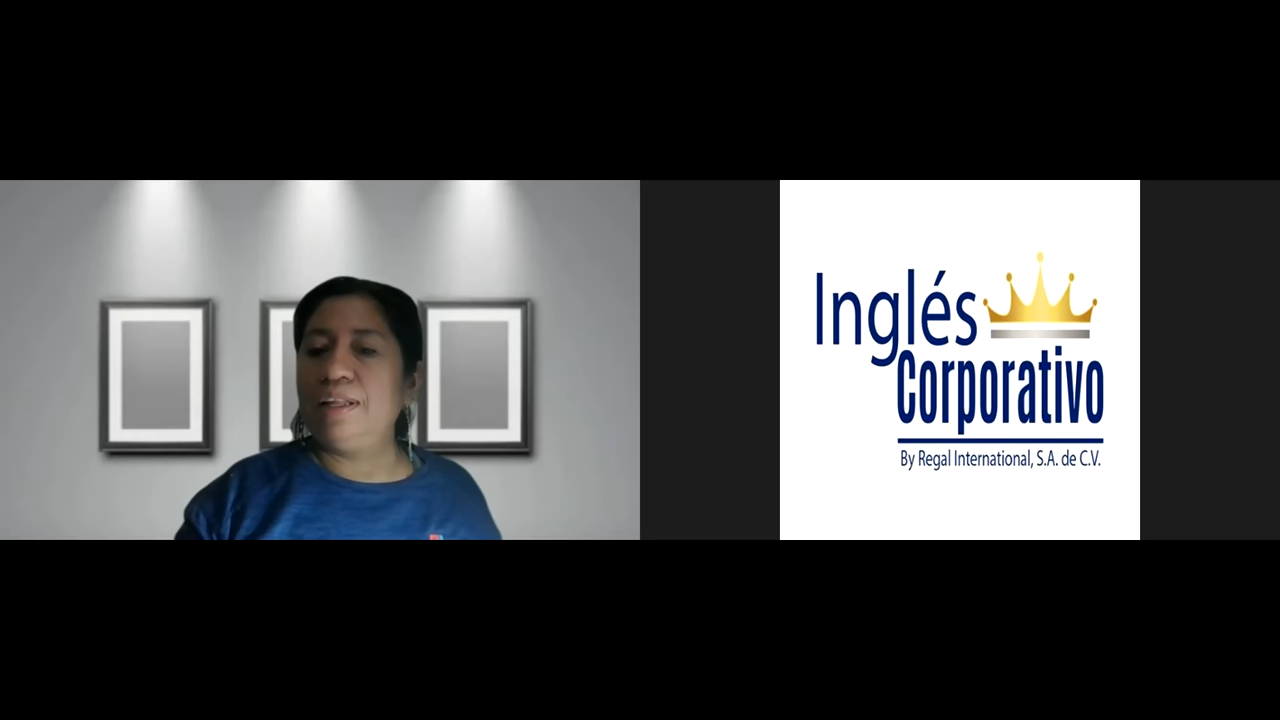 Inglés
Corporativo
By Regal International, S.A. de C.V.